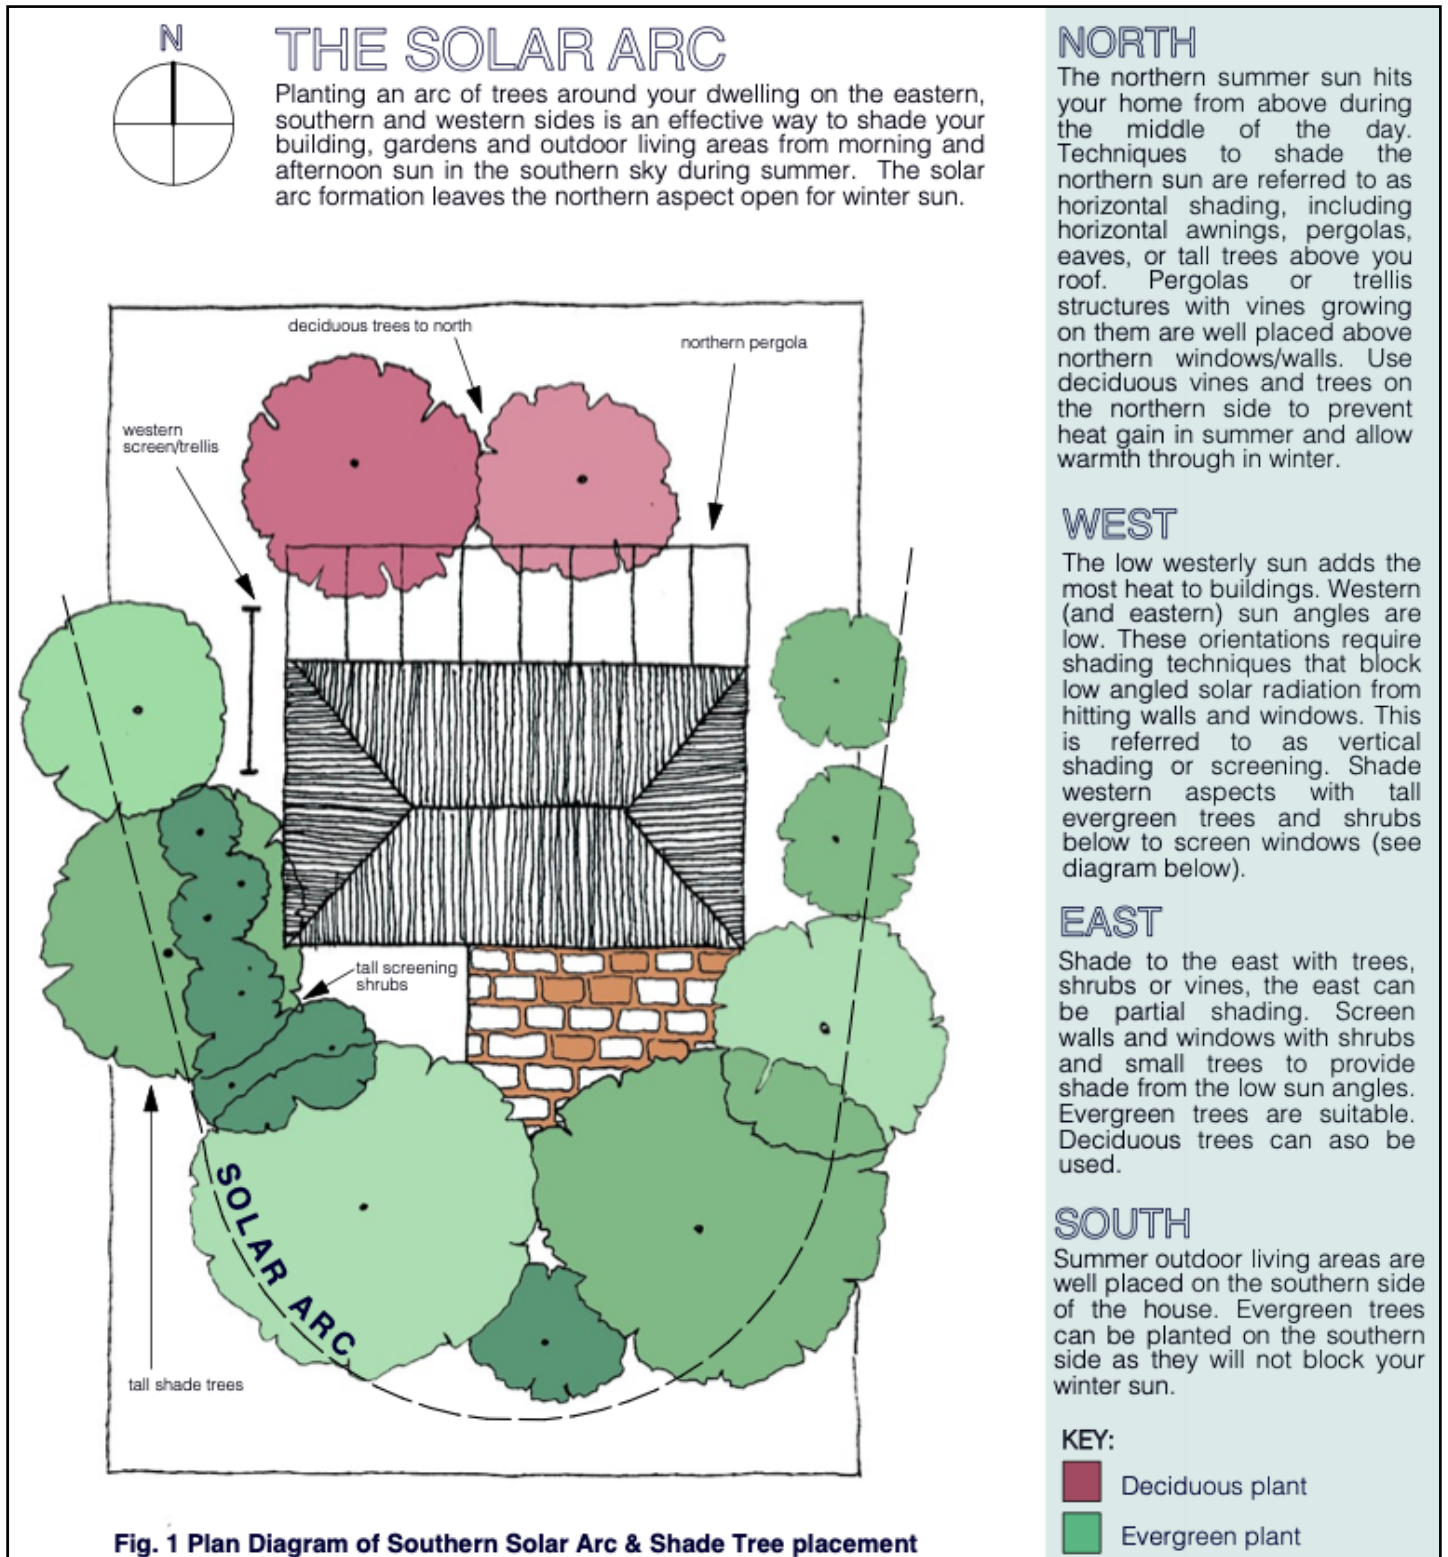 N
THE SOLAR ARC
Planting an arc of trees around your dwelling on the eastern,
southern and western sides is an effective way to shade your
building, gardens and outdoor living areas from morning and
afternoon sun in the southern sky during summer. The solar
arc formation leaves the northern aspect open for winter sun.
deciduous trees to north
northern pergola
western
screen/trellis
tall screening
shrubs
SOLAR ARC
tall shade trees
Fig. 1 Plan Diagram of Southern Solar Arc & Shade Tree placement
NORTH
The northern summer sun hits
your home from above during
the middle of the day.
Techniques to shade the
northern sun are referred to as
horizontal shading, including
horizontal awnings, pergolas,
eaves, or tall trees above you
roof. Pergolas or trellis
structures with vines growing
on them are well placed above
northern windows/walls. Use
deciduous vines and trees on
the northern side to prevent
heat gain in summer and allow
warmth through in winter.
WEST
The low westerly sun adds the
most heat to buildings. Western
(and eastern) sun angles are
low. These orientations require
shading techniques that block
low angled solar radiation from
hitting walls and windows. This
is referred to as vertical
shading or screening. Shade
western aspects with tall
evergreen trees and shrubs
below to screen windows (see
diagram below).
EAST
Shade to the east with trees,
shrubs or vines, the east can
be partial shading. Screen
walls and windows with shrubs
and small trees to provide
shade from the low sun angles.
Evergreen trees are suitable.
Deciduous trees can aso be
used.
SOUTH
Summer outdoor living areas are
well placed on the southern side
of the house. Evergreen trees
can be planted on the southern
side as they will not block your
winter sun.
KEY:
Deciduous plant
Evergreen plant